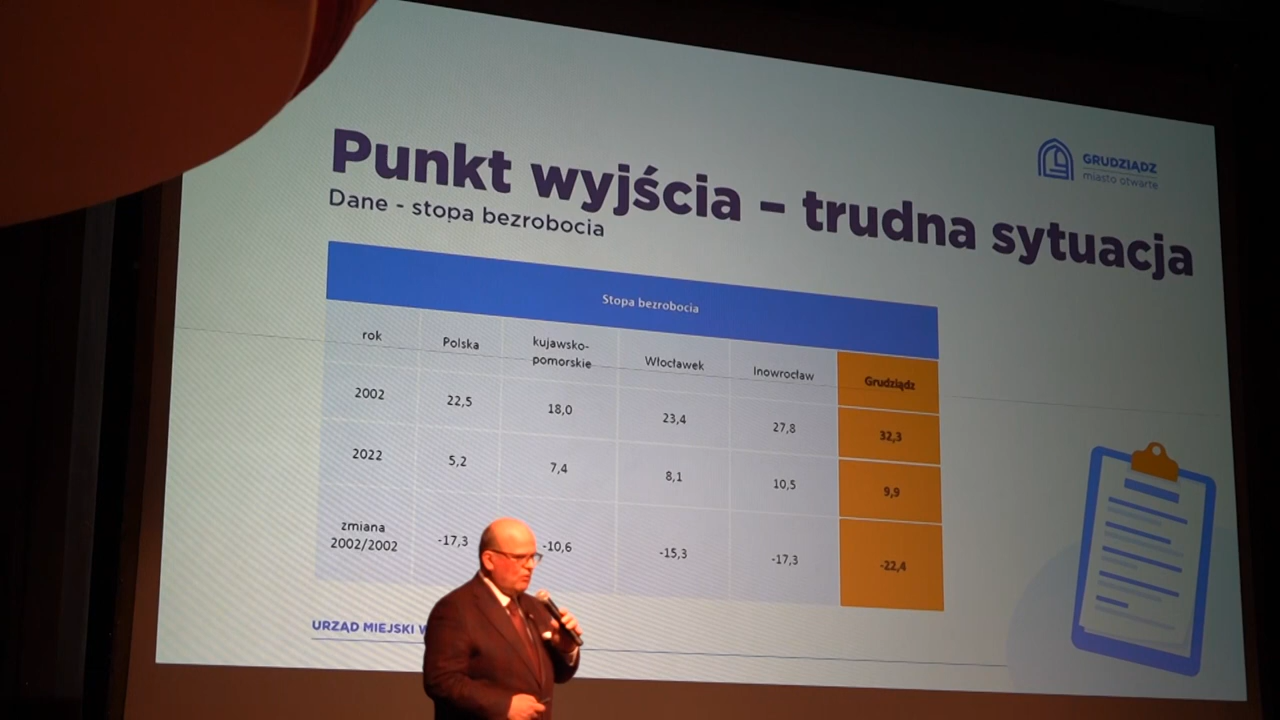 GRUDZIĄDZ
miasto otwarte
Punkt wyjścia – trudna sytuacja
Dane - stopa bezrobocia
Stopa bezrobocia
rok Polska kujawsko-
pomorskie Włocławek Inowrocław Grudziądz
2002 22,5 18,0 23,4 27,8 32,3
2022 5,2 7,4 8,1 10,5 9,9
zmiana
2002/2002 -17,3 -10,6 -15,3 -17,3 -22,4
URZĄD MIEJSKI